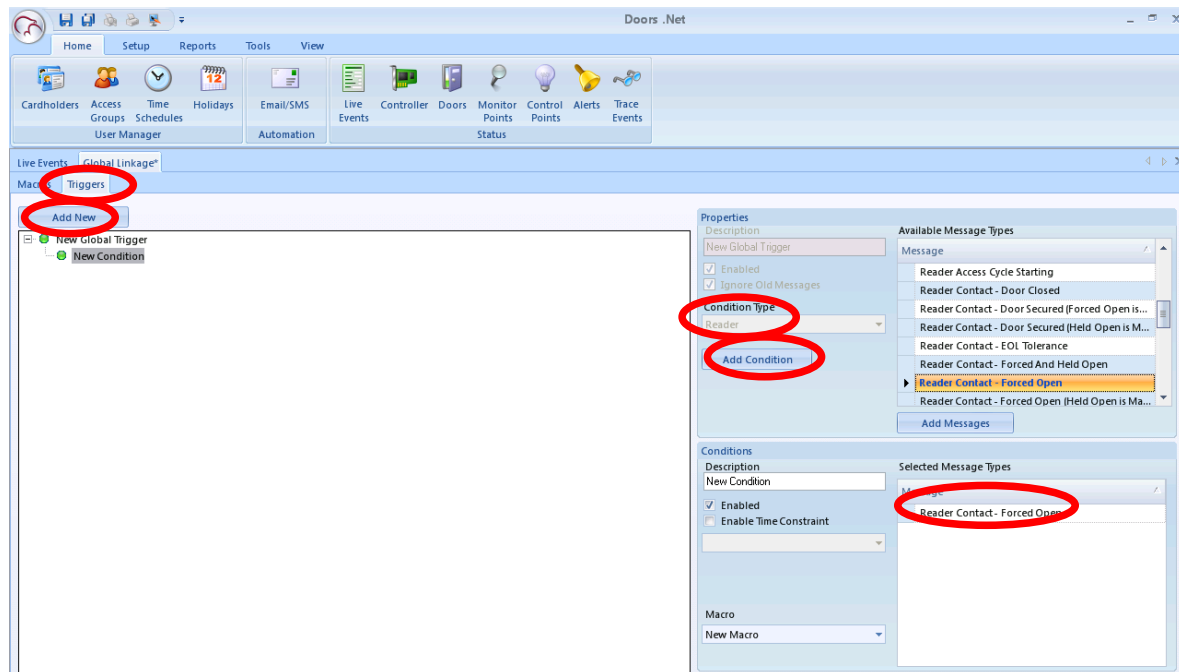 Doors .Net
Home Setup Reports Tools View
Cardholders Access Groups Time Schedules Holidays Email/SMS Live Events Controller Doors Monitor Points Control Points Alerts Trace Events
12
User Manager Automation Status
Live Events Global Linkage*
Macros Triggers
Add New
New Global Trigger
New Condition
Properties
Description
New Global Trigger
Enabled
Ignore Old Messages
Condition Type
Reader
Add Condition
Available Message Types
Message
Reader Access Cycle Starting
Reader Contact - Door Closed
Reader Contact - Door Secured (Forced Open is...
Reader Contact - Door Secured (Held Open is M...
Reader Contact - EOL Tolerance
Reader Contact - Forced And Held Open
Reader Contact - Forced Open
Reader Contact - Forced Open (Held Open is Ma...
Add Messages
Conditions
Description
New Condition
Enabled
Enable Time Constraint
Macro
New Macro
Selected Message Types
Message
Reader Contact - Forced Open